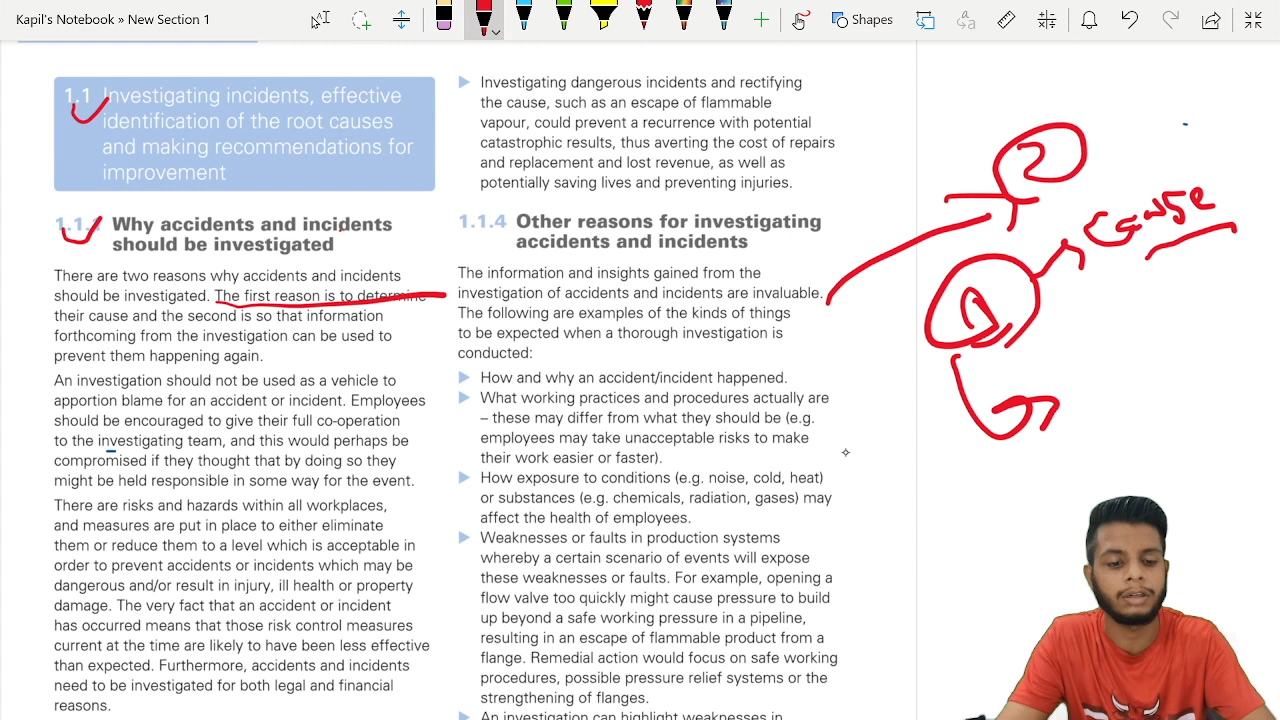 Kapil's Notebook » New Section 1
Shapes
1.1 Investigating incidents, effective
identification of the root causes
and making recommendations for
improvement
1.1.1 Why accidents and incidents
should be investigated
There are two reasons why accidents and incidents
should be investigated. The first reason is to determine
their cause and the second is so that information
forthcoming from the investigation can be used to
prevent them happening again.
An investigation should not be used as a vehicle to
apportion blame for an accident or incident. Employees
should be encouraged to give their full co-operation
to the investigating team, and this would perhaps be
compromised if they thought that by doing so they
might be held responsible in some way for the event.
There are risks and hazards within all workplaces,
and measures are put in place to either eliminate
them or reduce them to a level which is acceptable in
order to prevent accidents or incidents which may be
dangerous and/or result in injury, ill health or property
damage. The very fact that an accident or incident
has occurred means that those risk control measures
current at the time are likely to have been less effective
than expected. Furthermore, accidents and incidents
need to be investigated for both legal and financial
reasons.
Investigating dangerous incidents and rectifying
the cause, such as an escape of flammable
vapour, could prevent a recurrence with potential
catastrophic results, thus averting the cost of repairs
and replacement and lost revenue, as well as
potentially saving lives and preventing injuries.
1.1.4 Other reasons for investigating
accidents and incidents
The information and insights gained from the
investigation of accidents and incidents are invaluable.
The following are examples of the kinds of things
to be expected when a thorough investigation is
conducted:
How and why an accident/incident happened.
What working practices and procedures actually are
– these may differ from what they should be (e.g.
employees may take unacceptable risks to make
their work easier or faster).
How exposure to conditions (e.g. noise, cold, heat)
or substances (e.g. chemicals, radiation, gases) may
affect the health of employees.
Weaknesses or faults in production systems
whereby a certain scenario of events will expose
these weaknesses or faults. For example, opening a
flow valve too quickly might cause pressure to build
up beyond a safe working pressure in a pipeline,
resulting in an escape of flammable product from a
flange. Remedial action would focus on safe working
procedures, possible pressure relief systems or the
strengthening of flanges.
An investigation can highlight weaknesses in
2
Cause
1